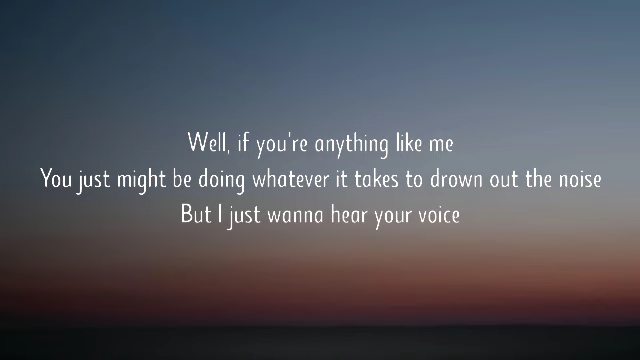 Well, if you're anything like me
You just might be doing whatever it takes to drown out the noise
But I just wanna hear your voice